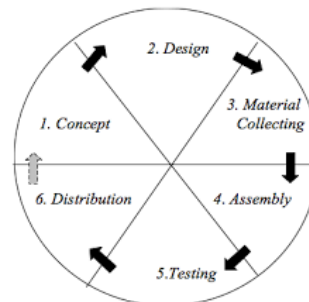 1. Concept
2. Design
3. Material
Collecting
4. Assembly
5.Testing
6. Distribution